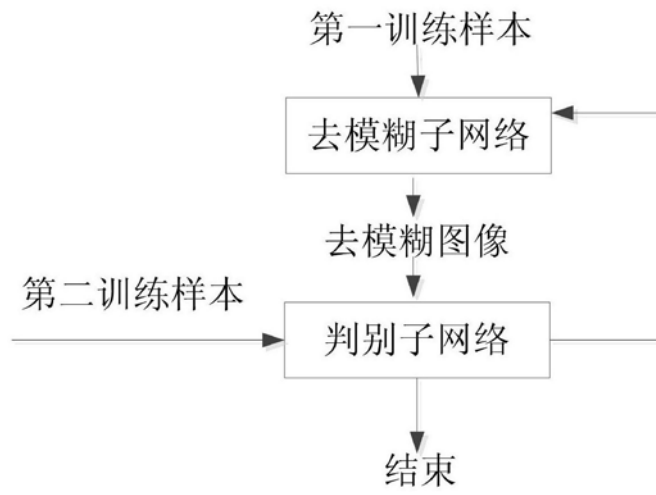 第一训练样本
去模糊子网络
去模糊图像
第二训练样本
判别子网络
结束